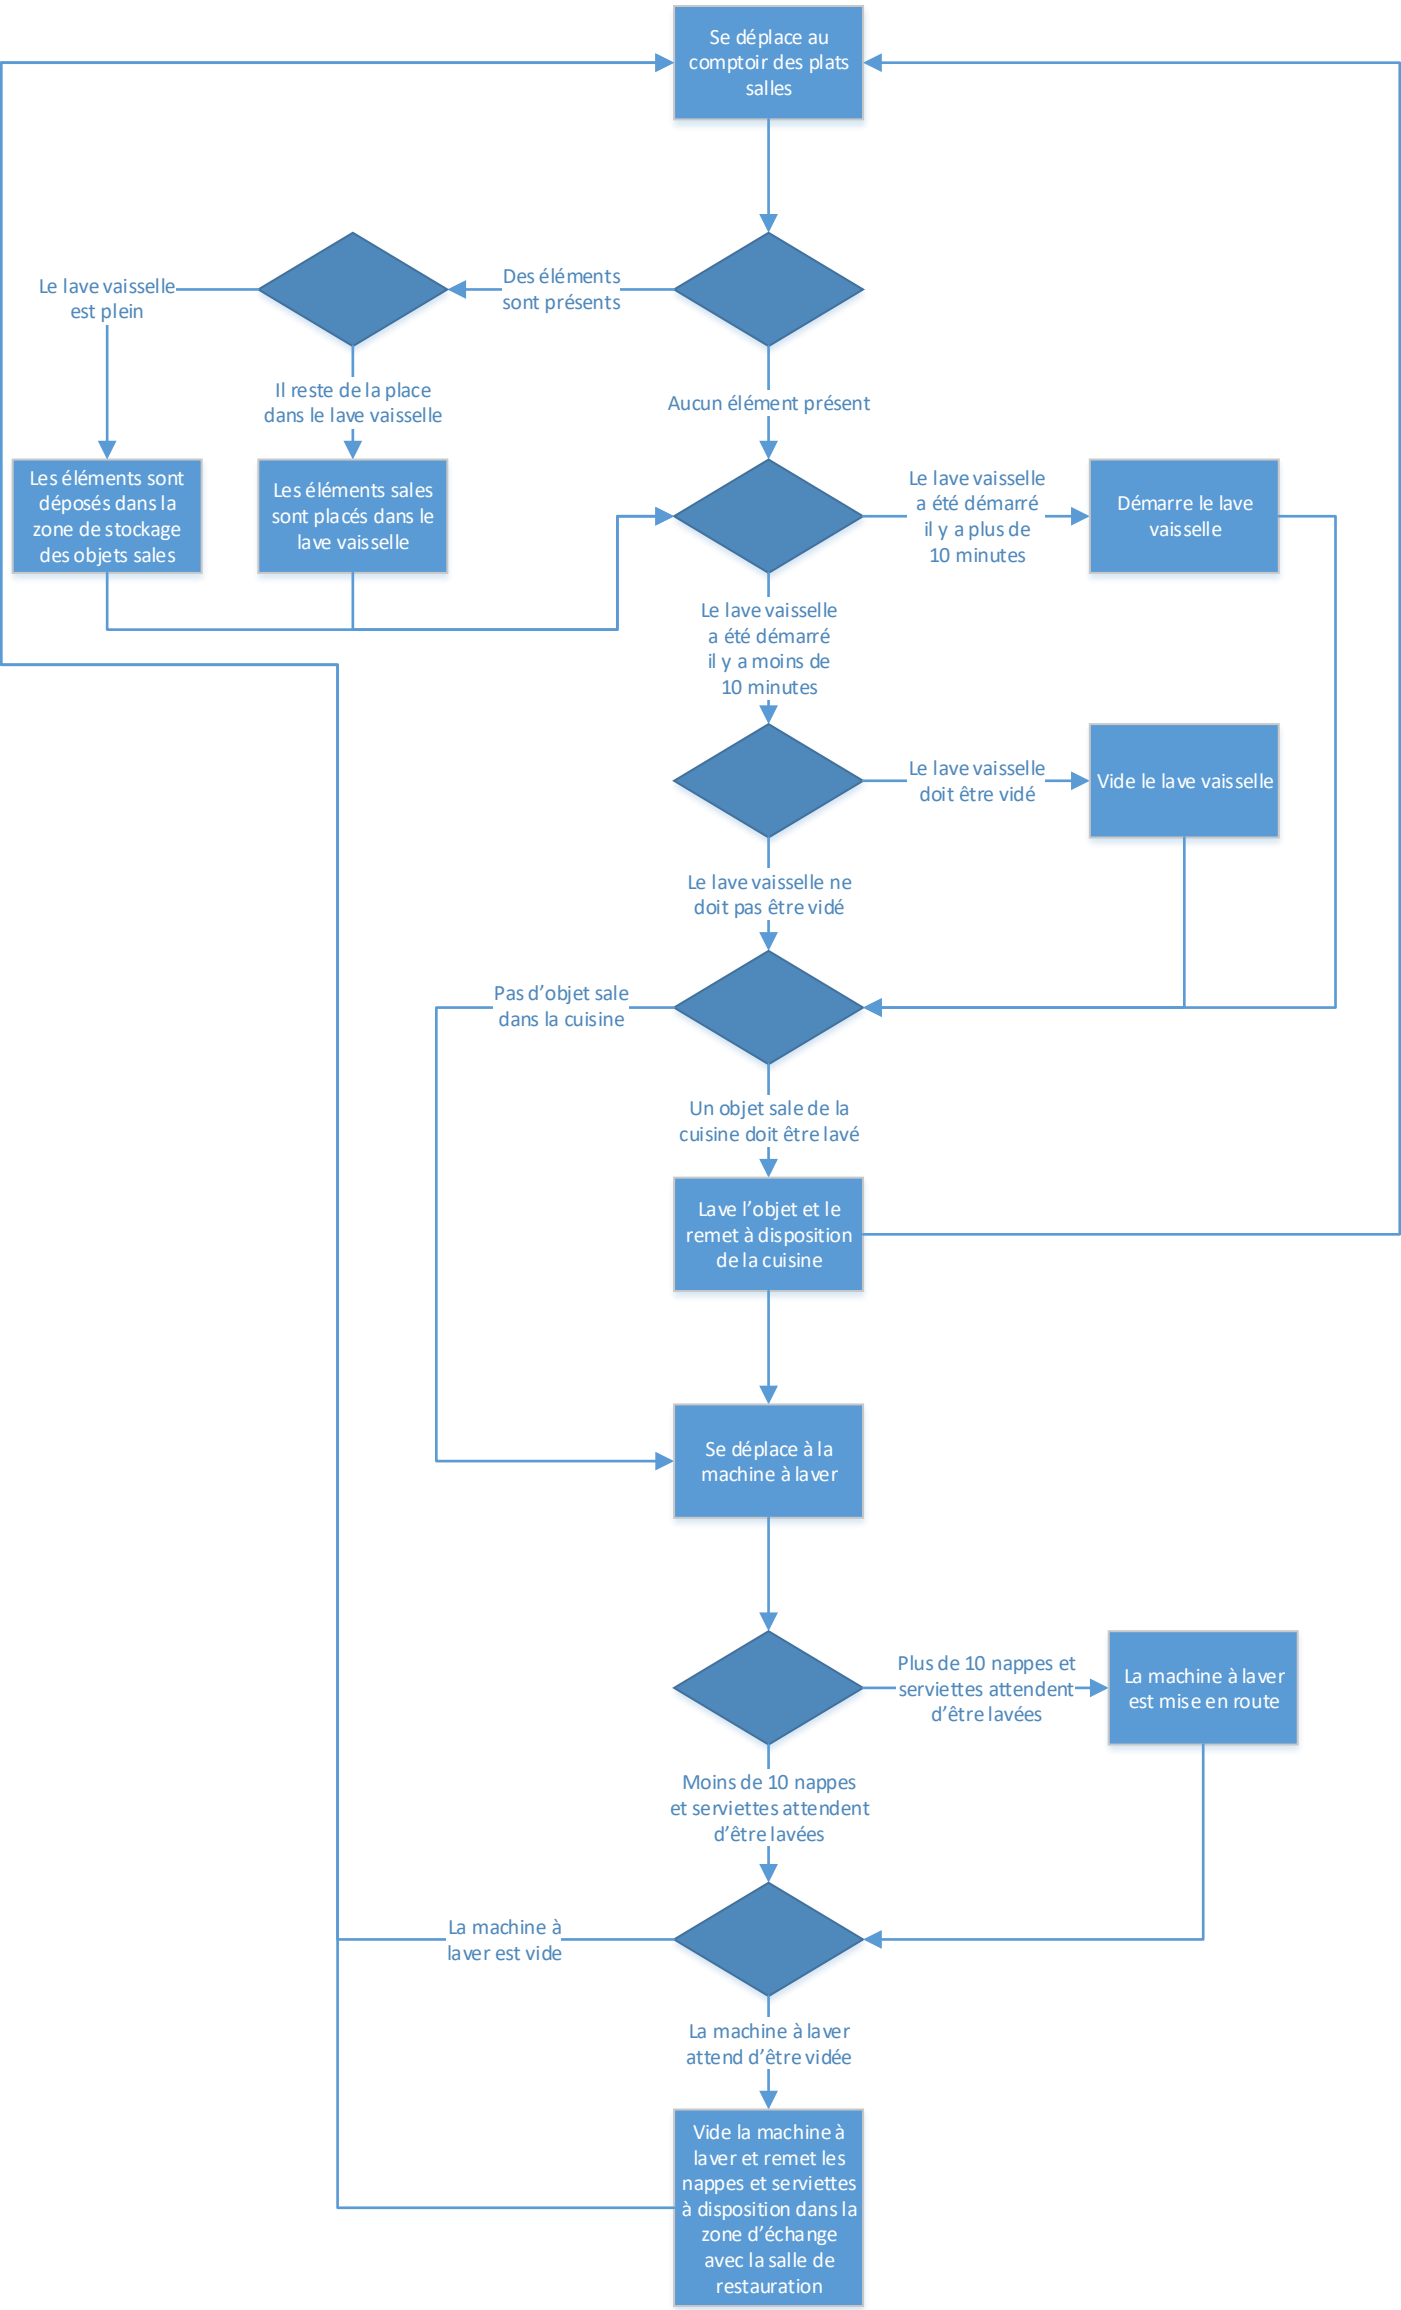 Se déplace au
comptoir des plats
salles
Des éléments
sont présents
Le lave vaisselle
est plein
Il reste de la place
dans le lave vaisselle
Aucun élément présent
Les éléments sont
déposés dans la
zone de stockage
des objets sales
Les éléments sales
sont placés dans le
lave vaisselle
Le lave vaisselle
a été démarré
il y a plus de
10 minutes
Démarre le lave
vaisselle
Le lave vaisselle
a été démarré
il y a moins de
10 minutes
Le lave vaisselle
doit être vidé
Vide le lave vaisselle
Le lave vaisselle ne
doit pas être vidé
Pas d’objet sale
dans la cuisine
Un objet sale de la
cuisine doit être lavé
Lave l’objet et le
remet à disposition
de la cuisine
Se déplace à la
machine à laver
Plus de 10 nappes et
serviettes attendent
d’être lavées
La machine à laver
est mise en route
Moins de 10 nappes
et serviettes attendent
d’être lavées
La machine à
laver est vide
La machine à laver
attend d’être vidée
Vide la machine à
laver et remet les
nappes et serviettes
à disposition dans la
zone d’échange
avec la salle de
restauration